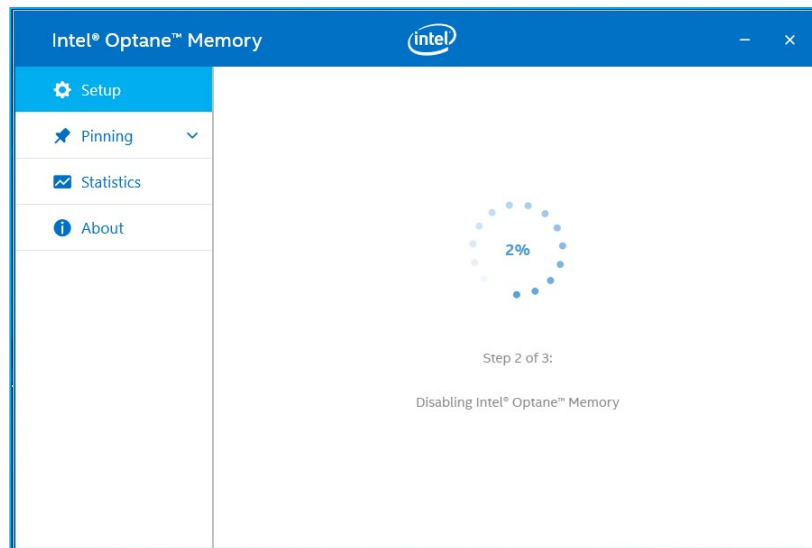 Intel® Optane™ Memory
intel
Setup
Pinning
Statistics
About
2%
Step 2 of 3:
Disabling Intel® Optane™ Memory